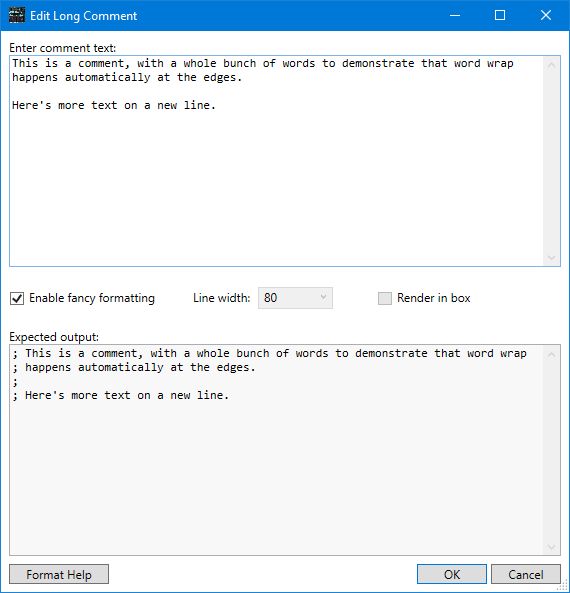 Edit Long Comment
Enter comment text:
This is a comment, with a whole bunch of words to demonstrate that word wrap
happens automatically at the edges.
Here's more text on a new line.
Enable fancy formatting
Line width:
80
Render in box
Expected output:
; This is a comment, with a whole bunch of words to demonstrate that word wrap
; happens automatically at the edges.
;
; Here's more text on a new line.
Format Help
OK
Cancel